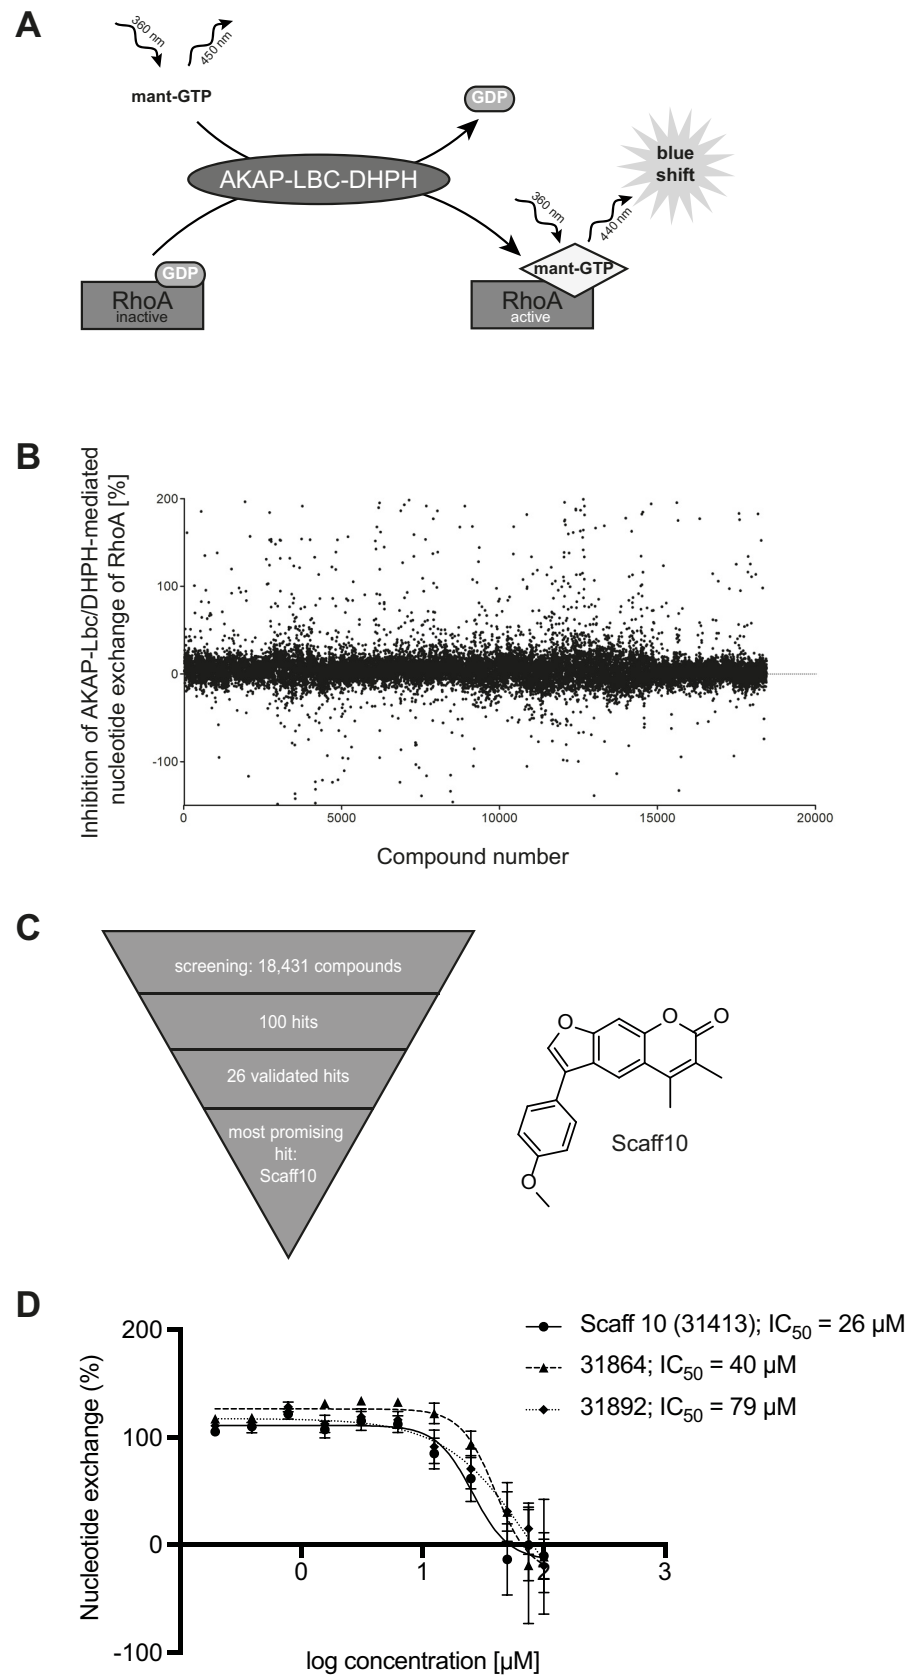 A
360 nm
450 nm
mant-GTP
GDP
AKAP-LBC-DHPH
blue
shift
360 nm
440 nm
GDP
mant-GTP
RhoA
inactive
RhoA
active
B
Inhibition of AKAP-Lbc/DHPH-mediated
nucleotide exchange of RhoA [%]
200
100
0
-100
0
5000
10000
15000
20000
Compound number
C
screening: 18,431 compounds
100 hits
26 validated hits
most promising
hit:
Scaff10
O
O
O
O
Scaff10
D
Nucleotide exchange (%)
200
100
0
-100
0
1
2
3
log concentration [µM]
Scaff 10 (31413); IC50 = 26 µM
31864; IC50 = 40 µM
31892; IC50 = 79 µM